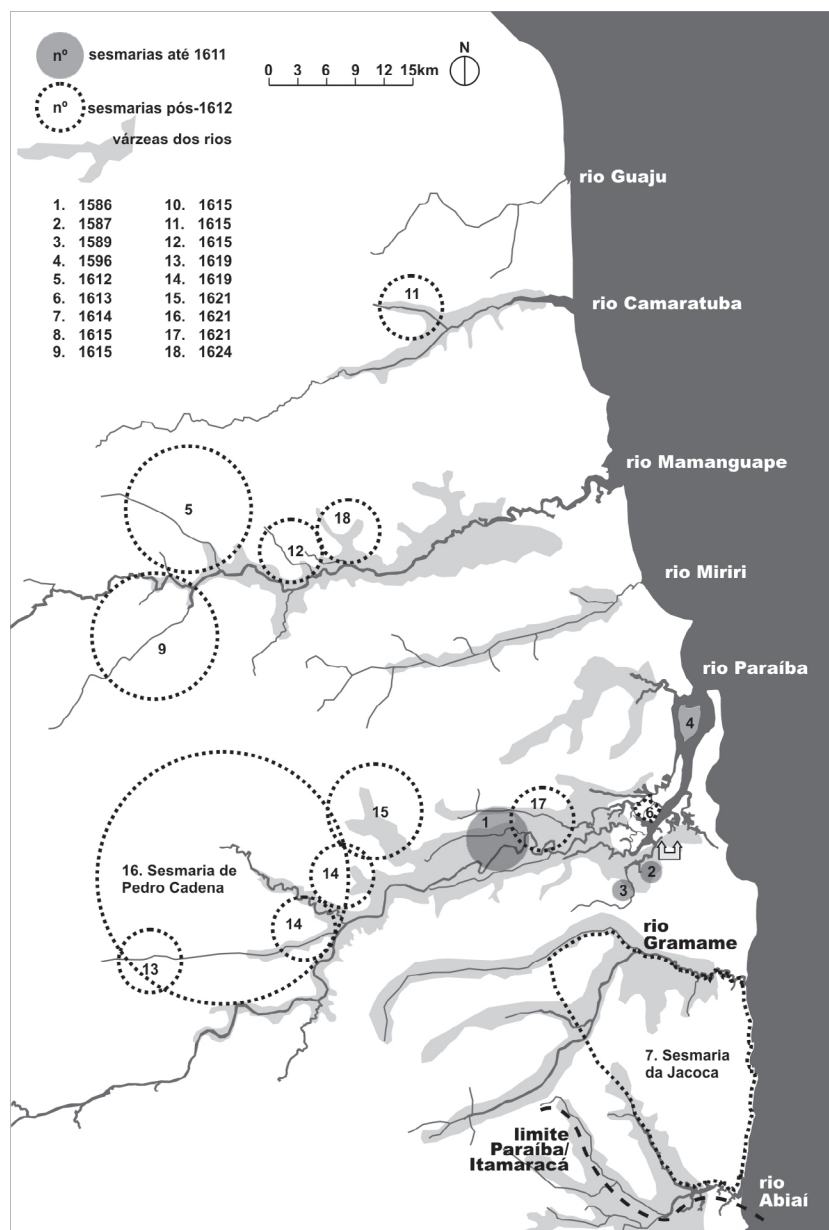 nº sesmarias até 1611
nº sesmarias pós-1612
várzeas dos rios
0 3 6 9 12 15km
N
1. 1586 10. 1615
2. 1587 11. 1615
3. 1589 12. 1615
4. 1596 13. 1619
5. 1612 14. 1619
6. 1613 15. 1621
7. 1614 16. 1621
8. 1615 17. 1621
9. 1615 18. 1624
rio Guaju
11
rio Camaratuba
rio Mamanguape
5
18
12
rio Miriri
9
rio Paraíba
4
15
17
1
6
16. Sesmaria de
Pedro Cadena
14
2
3
14
13
rio
Gramame
7. Sesmaria
da Jacoca
limite
Paraíba/
Itamaracá
rio
Abiaí